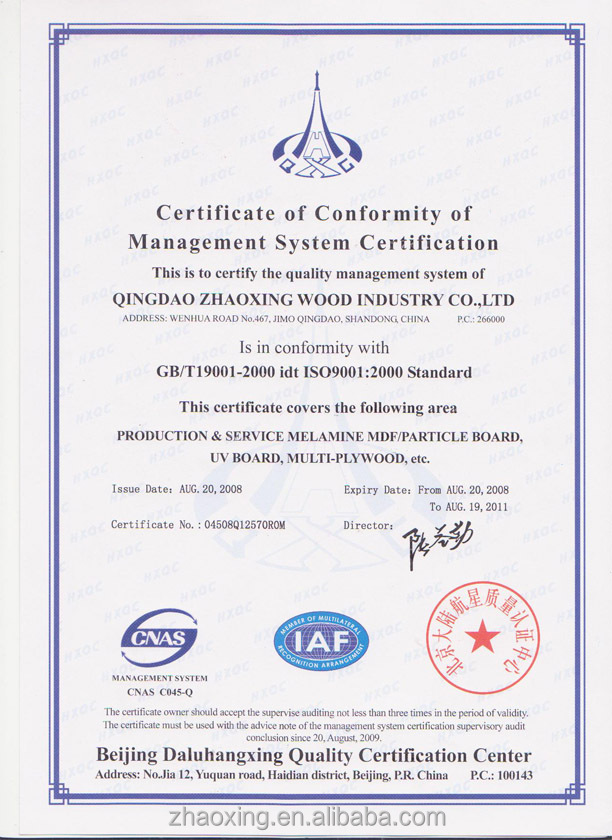 HXQC
Certificate of Conformity of
Management System Certification
This is to certify the quality management system of
QINGDAO ZHAOXING WOOD INDUSTRY CO.,LTD
ADDRESS: WENHUA ROAD No.467, JIMO QINGDAO, SHANDONG, CHINA P.C.: 266000
Is in conformity with
GB/T19001-2000 idt ISO9001:2000 Standard
This certificate covers the following area
PRODUCTION & SERVICE MELAMINE MDF/PARTICLE BOARD,
UV BOARD, MULTI-PLYWOOD, etc.
Issue Date: AUG.20,2008 Expiry Date: From AUG.20,2008
To AUG.19,2011
Certificate No.: 04508Q12570R0M Director:
CNAS
MANAGEMENT SYSTEM
CNAS C045-Q
MEMBER OF MULTILATERAL
IAF
RECOGNITION ARRANGEMENT
北京大陆航星质量认证中心
The certificate owner should accept the supervise auditing not less than three times in the period of validity.
The certificate must be used with the advice note of the management system certification supervisory audit
conclusion since 20, August, 2009.
Beijing Daluhangxing Quality Certification Center
Address: No.Jia 12, Yuquan road, Haidian district, Beijing, P.R. China P.C.: 100143
zhaoxing.en.alibaba.com